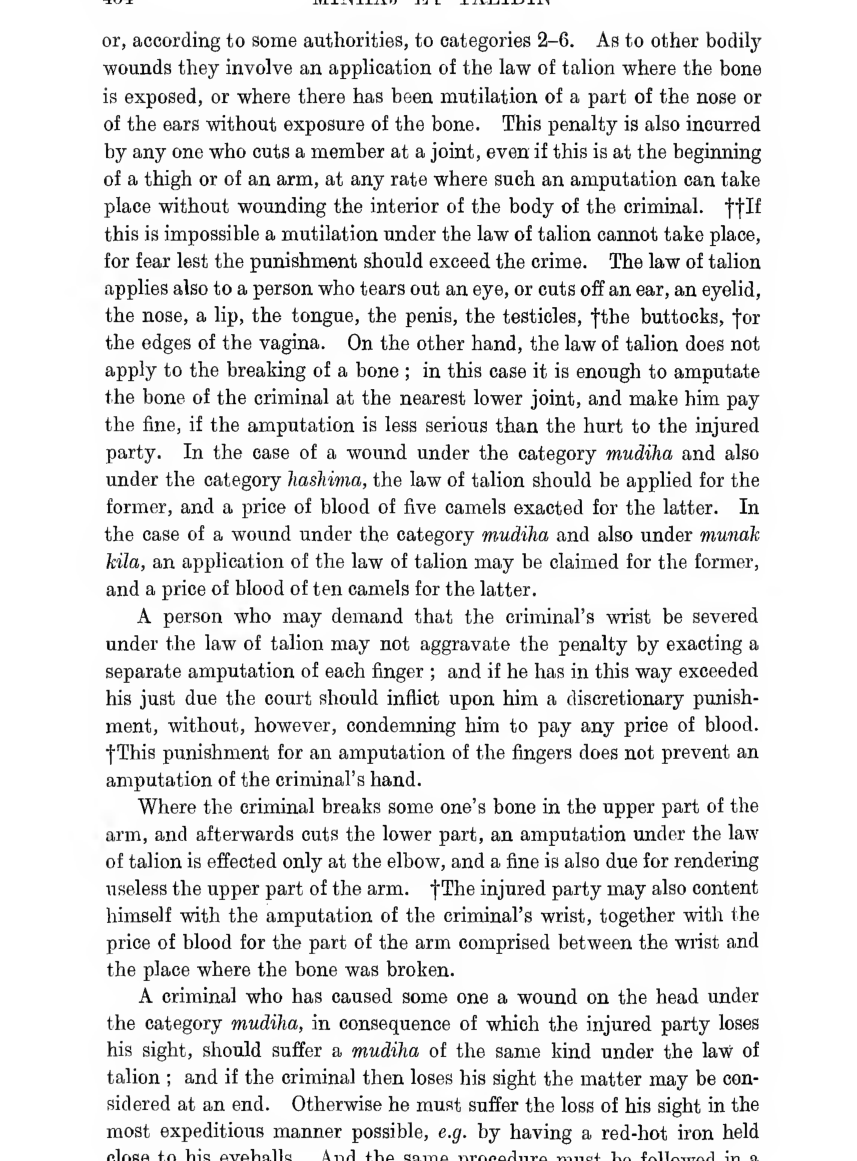 or, according to some authorities, to categories 2–6. As to other bodily
wounds they involve an application of the law of talion where the bone
is exposed, or where there has been mutilation of a part of the nose or
of the ears without exposure of the bone. This penalty is also incurred
by any one who cuts a member at a joint, even if this is at the beginning
of a thigh or of an arm, at any rate where such an amputation can take
place without wounding the interior of the body of the criminal. ††If
this is impossible a mutilation under the law of talion cannot take place,
for fear lest the punishment should exceed the crime. The law of talion
applies also to a person who tears out an eye, or cuts off an ear, an eyelid,
the nose, a lip, the tongue, the penis, the testicles, †the buttocks, †or
the edges of the vagina. On the other hand, the law of talion does not
apply to the breaking of a bone ; in this case it is enough to amputate
the bone of the criminal at the nearest lower joint, and make him pay
the fine, if the amputation is less serious than the hurt to the injured
party. In the case of a wound under the category mudiha and also
under the category hashima, the law of talion should be applied for the
former, and a price of blood of five camels exacted for the latter. In
the case of a wound under the category mudiha and also under munak
kila, an application of the law of talion may be claimed for the former,
and a price of blood of ten camels for the latter.
A person who may demand that the criminal's wrist be severed
under the law of talion may not aggravate the penalty by exacting a
separate amputation of each finger ; and if he has in this way exceeded
his just due the court should inflict upon him a discretionary punish-
ment, without, however, condemning him to pay any price of blood.
†This punishment for an amputation of the fingers does not prevent an
amputation of the criminal's hand.
Where the criminal breaks some one's bone in the upper part of the
arm, and afterwards cuts the lower part, an amputation under the law
of talion is effected only at the elbow, and a fine is also due for rendering
useless the upper part of the arm. †The injured party may also content
himself with the amputation of the criminal's wrist, together with the
price of blood for the part of the arm comprised between the wrist and
the place where the bone was broken.
A criminal who has caused some one a wound on the head under
the category mudiha, in consequence of which the injured party loses
his sight, should suffer a mudiha of the same kind under the law of
talion ; and if the criminal then loses his sight the matter may be con-
sidered at an end. Otherwise he must suffer the loss of his sight in the
most expeditious manner possible, e.g. by having a red-hot iron held
close to his eyeballs. And the same procedure must be followed in a